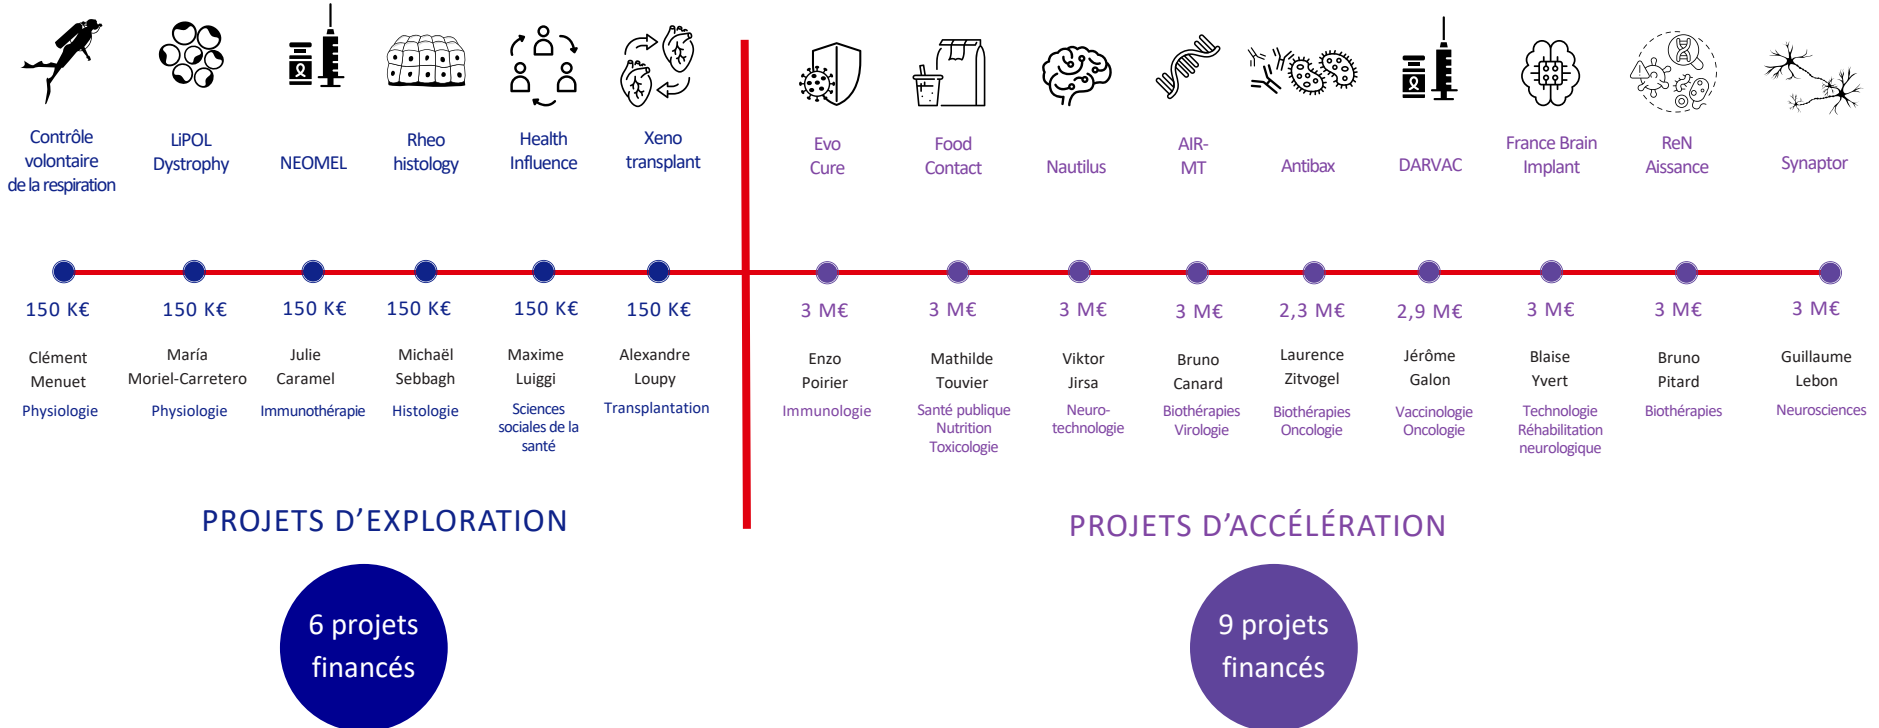 Contrôle
volontaire
de la respiration
LiPOL
Dystrophy
NEOMEL
Rheo
histology
Health
Influence
Xeno
transplant
Evo
Cure
Food
Contact
Nautilus
AIR-
MT
Antibax
DARVAC
France Brain
Implant
ReN
Aissance
Synaptor
150 K€
150 K€
150 K€
150 K€
150 K€
150 K€
3 M€
3 M€
3 M€
3 M€
2,3 M€
2,9 M€
3 M€
3 M€
3 M€
Clément
Menuet
María
Moriel-Carretero
Julie
Caramel
Michaël
Sebbagh
Maxime
Luiggi
Alexandre
Loupy
Enzo
Poirier
Mathilde
Touvier
Viktor
Jirsa
Bruno
Canard
Laurence
Zitvogel
Jérôme
Galon
Blaise
Yvert
Bruno
Pitard
Guillaume
Lebon
Physiologie
Physiologie
Immunothérapie
Histologie
Sciences
sociales de la
santé
Transplantation
Immunologie
Santé publique
Nutrition
Toxicologie
Neuro-
technologie
Biothérapies
Virologie
Biothérapies
Oncologie
Vaccinologie
Oncologie
Technologie
Réhabilitation
neurologique
Biothérapies
Neurosciences
PROJETS D'EXPLORATION
PROJETS D'ACCÉLÉRATION
6 projets
financés
9 projets
financés